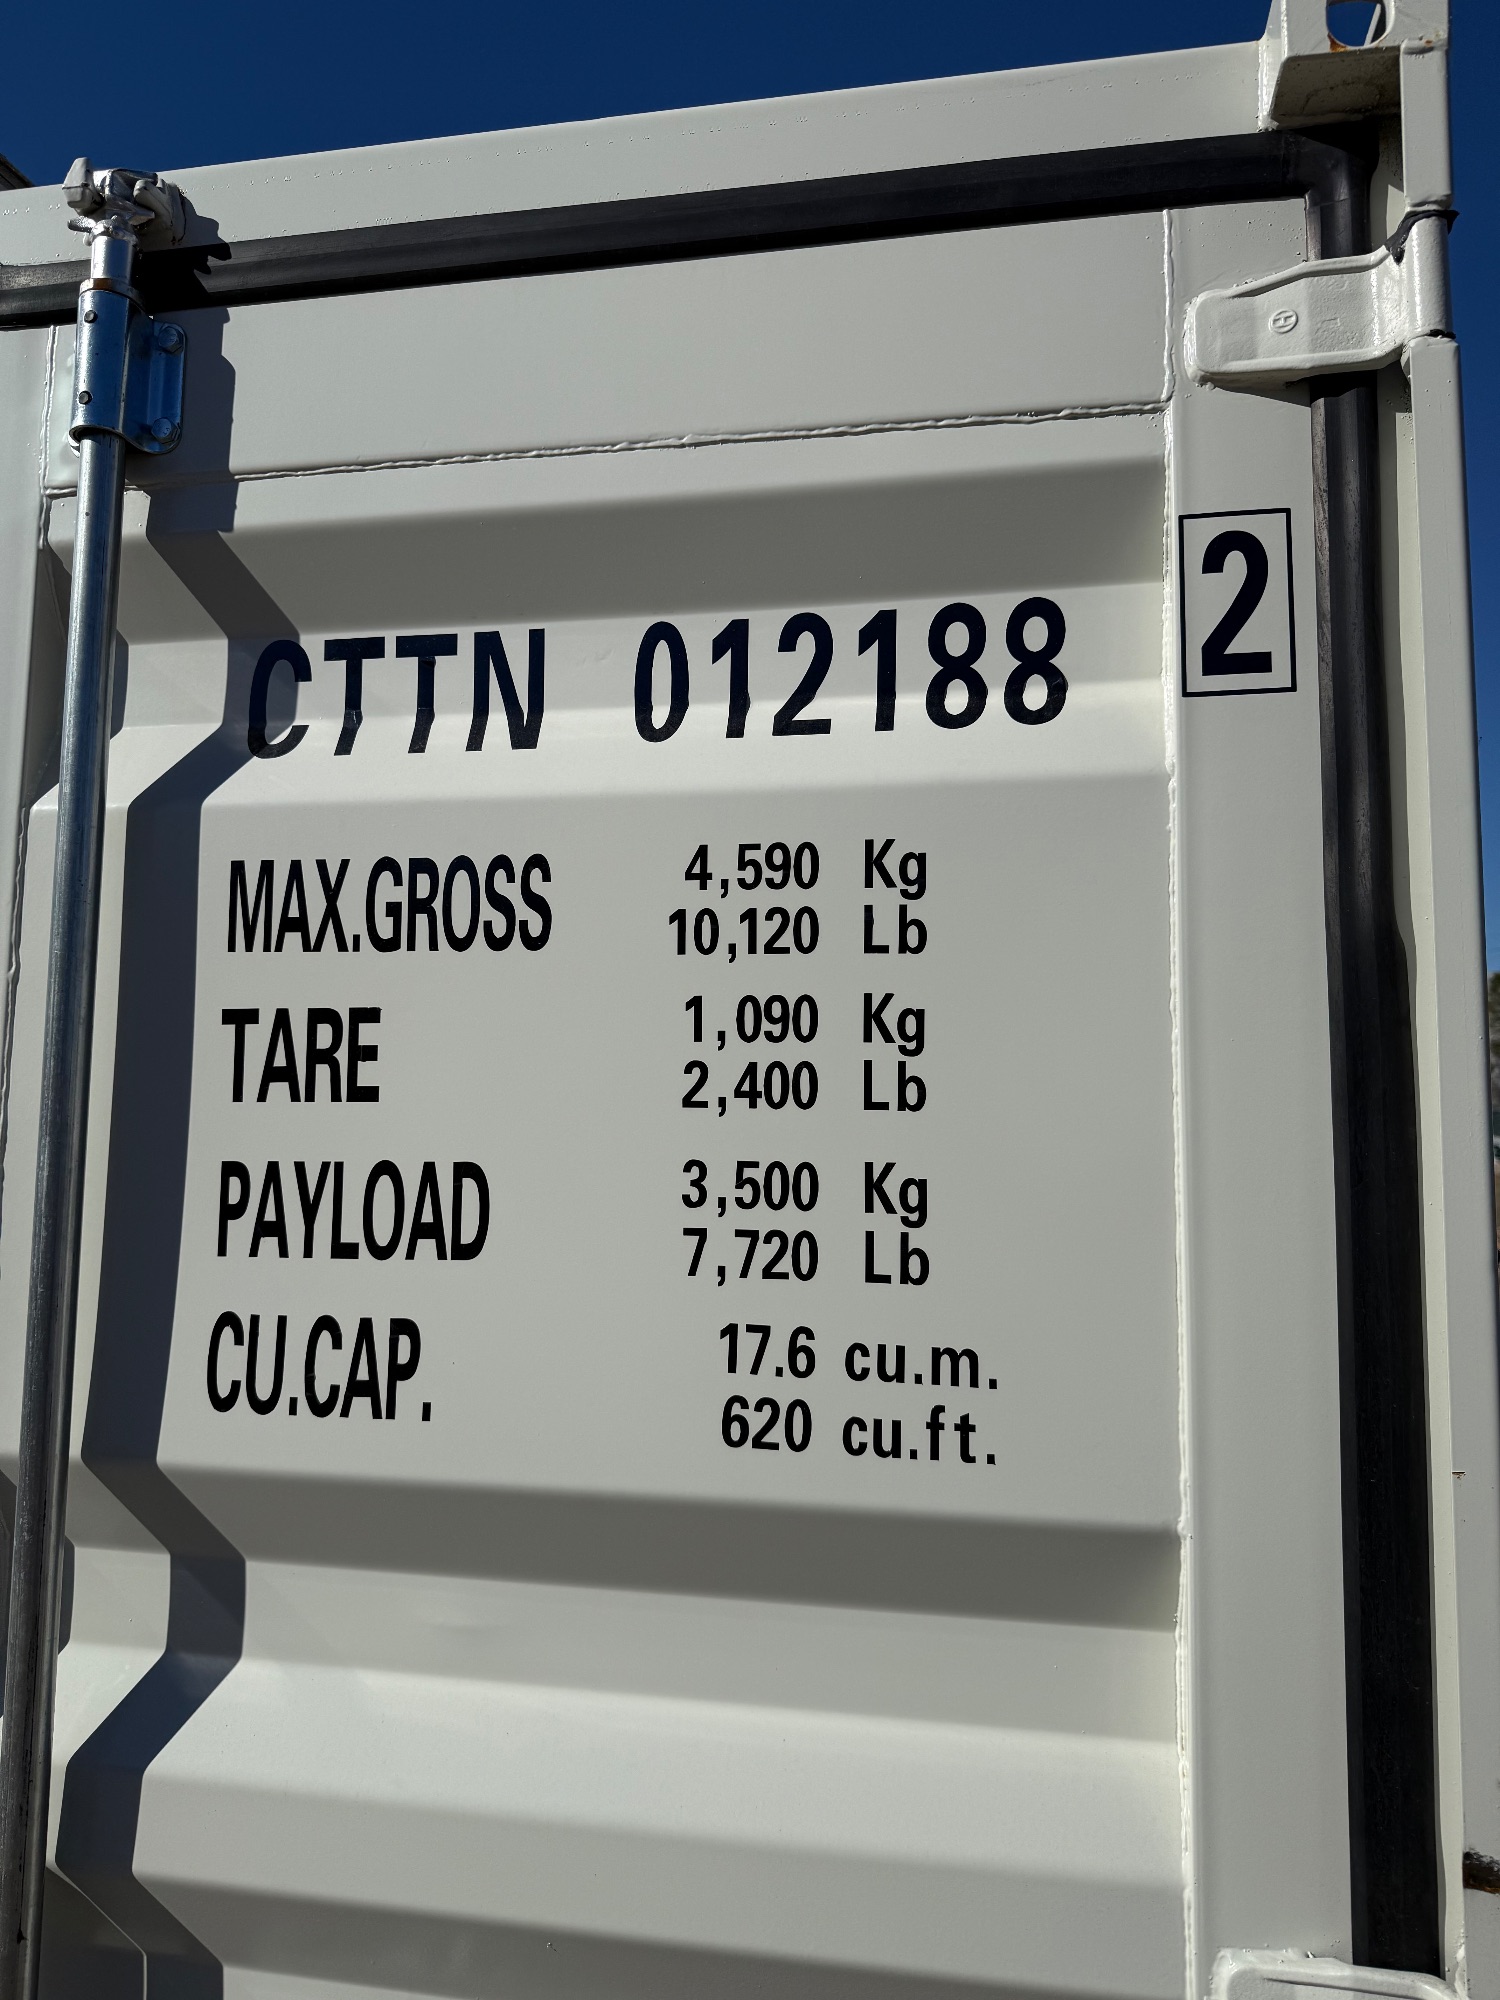 CTTN 012188 2
MAX.GROSS 4,590 Kg
10,120 Lb
TARE 1,090 Kg
2,400 Lb
PAYLOAD 3,500 Kg
7,720 Lb
CU.CAP. 17.6 cu.m.
620 cu.ft.